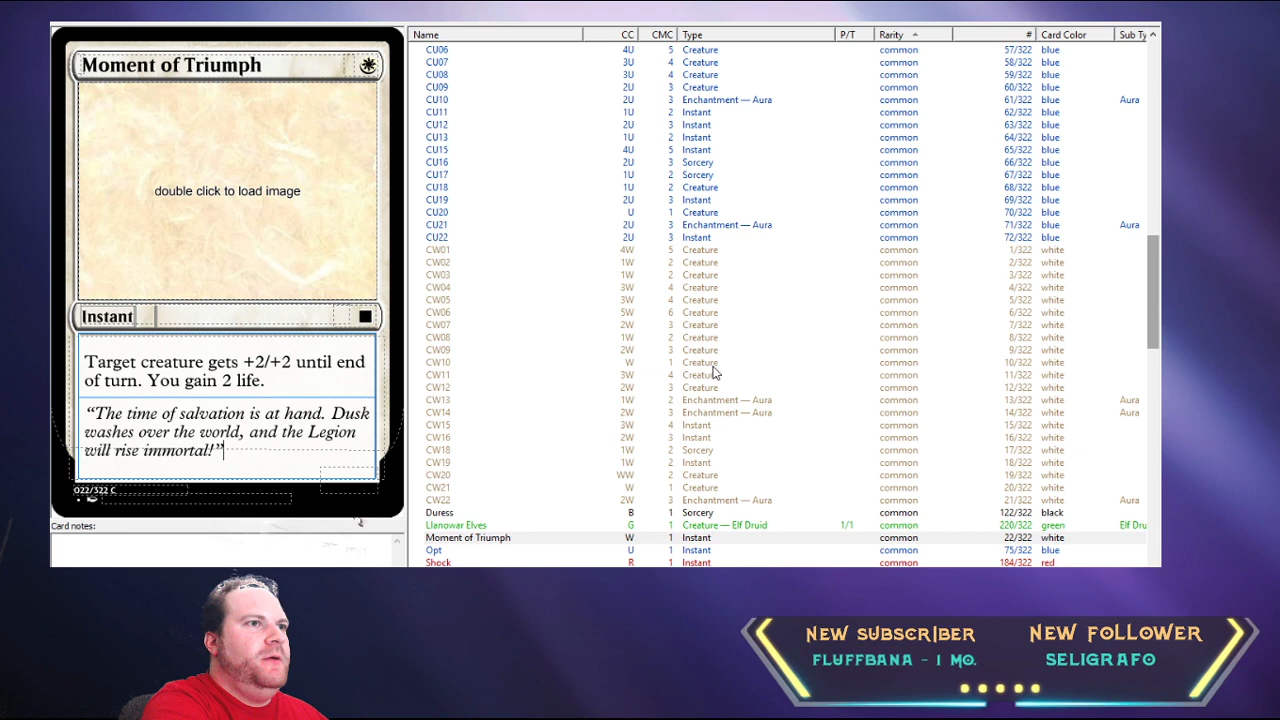 Moment of Triumph
double click to load image
Instant
Target creature gets +2/+2 until end
of turn. You gain 2 life.
“The time of salvation is at hand. Dusk
washes over the world, and the Legion
will rise immortal!”
022/322 C
Card notes:
Name CC CMC Type P/T Rarity # Card Color Sub Ty
CU06 4U 5 Creature common 57/322 blue
CU07 3U 4 Creature common 58/322 blue
CU08 3U 4 Creature common 59/322 blue
CU09 2U 3 Creature common 60/322 blue
CU10 2U 3 Enchantment — Aura common 61/322 blue Aura
CU11 1U 2 Instant common 62/322 blue
CU12 2U 3 Instant common 63/322 blue
CU13 1U 2 Instant common 64/322 blue
CU15 4U 5 Instant common 65/322 blue
CU16 2U 3 Sorcery common 66/322 blue
CU17 1U 2 Sorcery common 67/322 blue
CU18 1U 2 Creature common 68/322 blue
CU19 2U 3 Instant common 69/322 blue
CU20 U 1 Creature common 70/322 blue
CU21 2U 3 Enchantment — Aura common 71/322 blue Aura
CU22 2U 3 Instant common 72/322 blue
CW01 4W 5 Creature common 1/322 white
CW02 1W 2 Creature common 2/322 white
CW03 1W 2 Creature common 3/322 white
CW04 3W 4 Creature common 4/322 white
CW05 3W 4 Creature common 5/322 white
CW06 5W 6 Creature common 6/322 white
CW07 2W 3 Creature common 7/322 white
CW08 1W 2 Creature common 8/322 white
CW09 2W 3 Creature common 9/322 white
CW10 W 1 Creature common 10/322 white
CW11 3W 4 Creature common 11/322 white
CW12 2W 3 Creature common 12/322 white
CW13 1W 2 Enchantment — Aura common 13/322 white Aura
CW14 2W 3 Enchantment — Aura common 14/322 white Aura
CW15 3W 4 Instant common 15/322 white
CW16 2W 3 Instant common 16/322 white
CW18 1W 2 Sorcery common 17/322 white
CW19 1W 2 Instant common 18/322 white
CW20 WW 2 Creature common 19/322 white
CW21 W 1 Creature common 20/322 white
CW22 2W 3 Enchantment — Aura common 21/322 white Aura
Duress B 1 Sorcery common 122/322 black
Llanowar Elves G 1 Creature — Elf Druid 1/1 common 220/322 green Elf Dru
Moment of Triumph W 1 Instant common 22/322 white
Opt U 1 Instant common 75/322 blue
Shock R 1 Instant common 184/322 red
NEW SUBSCRIBER
FLUFFBANA - 1 MO.
NEW FOLLOWER
SELIGRAFO